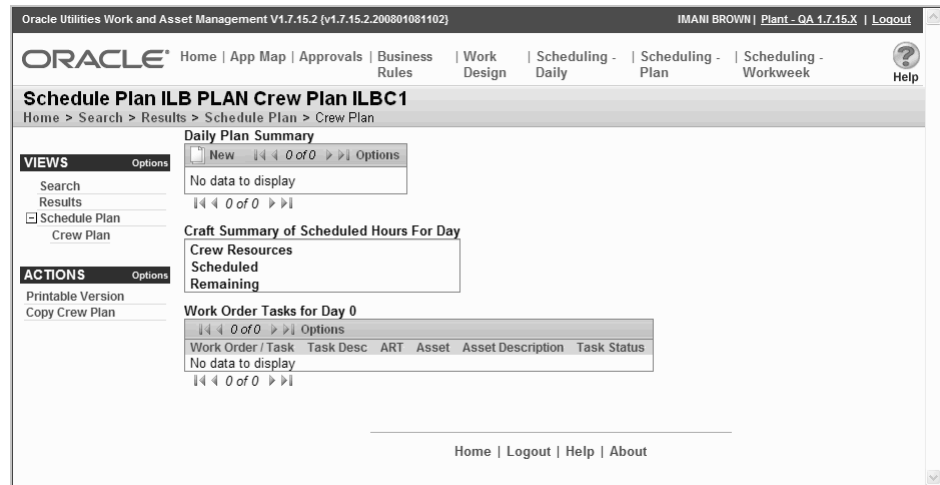 Oracle Utilities Work and Asset Management V1.7.15.2 {v1.7.15.2.200801081102}
IMANI BROWN | Plant - QA 1.7.15.X | Logout
ORACLE
Home | App Map | Approvals | Business Rules | Work Design | Scheduling - Daily | Scheduling - Plan | Scheduling - Workweek
Help
Schedule Plan ILB PLAN Crew Plan ILBC1
Home > Search > Results > Schedule Plan > Crew Plan
VIEWS Options
Search
Results
Schedule Plan
Crew Plan
ACTIONS Options
Printable Version
Copy Crew Plan
Daily Plan Summary
New 0 of 0 Options
No data to display
0 of 0
Craft Summary of Scheduled Hours For Day
Crew Resources
Scheduled
Remaining
Work Order Tasks for Day 0
0 of 0 Options
Work Order / Task Task Desc ART Asset Asset Description Task Status
No data to display
0 of 0
Home | Logout | Help | About